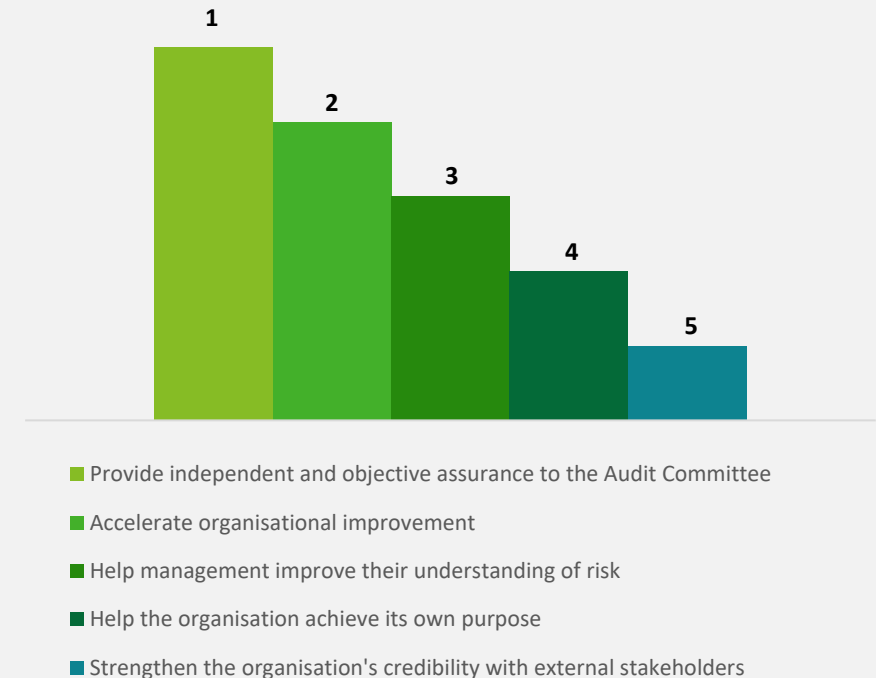 1
2
3
4
5
Provide independent and objective assurance to the Audit Committee
Accelerate organisational improvement
Help management improve their understanding of risk
Help the organisation achieve its own purpose
Strengthen the organisation's credibility with external stakeholders